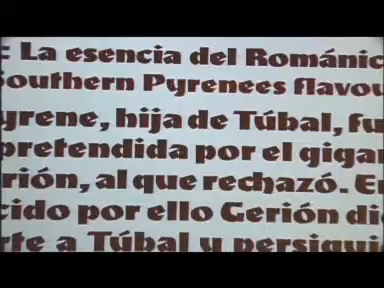 : La esencia del Románic
Southern Pyrenees flavou
yrene, hija de Túbal, fu
pretendida por el gigan
rión, al que rechazó. E
cido por ello Gerión di
rte a Túbal y persigui